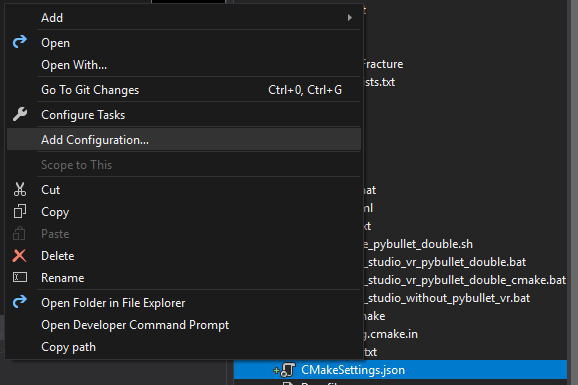 Add
Open
Open With...
Go To Git Changes Ctrl+0, Ctrl+G
Configure Tasks
Add Configuration...
Scope to This
Cut
Copy
Paste
Delete
Rename
Open Folder in File Explorer
Open Developer Command Prompt
Copy path
t
Fracture
sts.txt
at
ml
xt
e_pybullet_double.sh
_studio_vr_pybullet_double.bat
_studio_vr_pybullet_double_cmake.bat
_studio_without_pybullet_vr.bat
make
g.cmake.in
txt
CMakeSettings.json